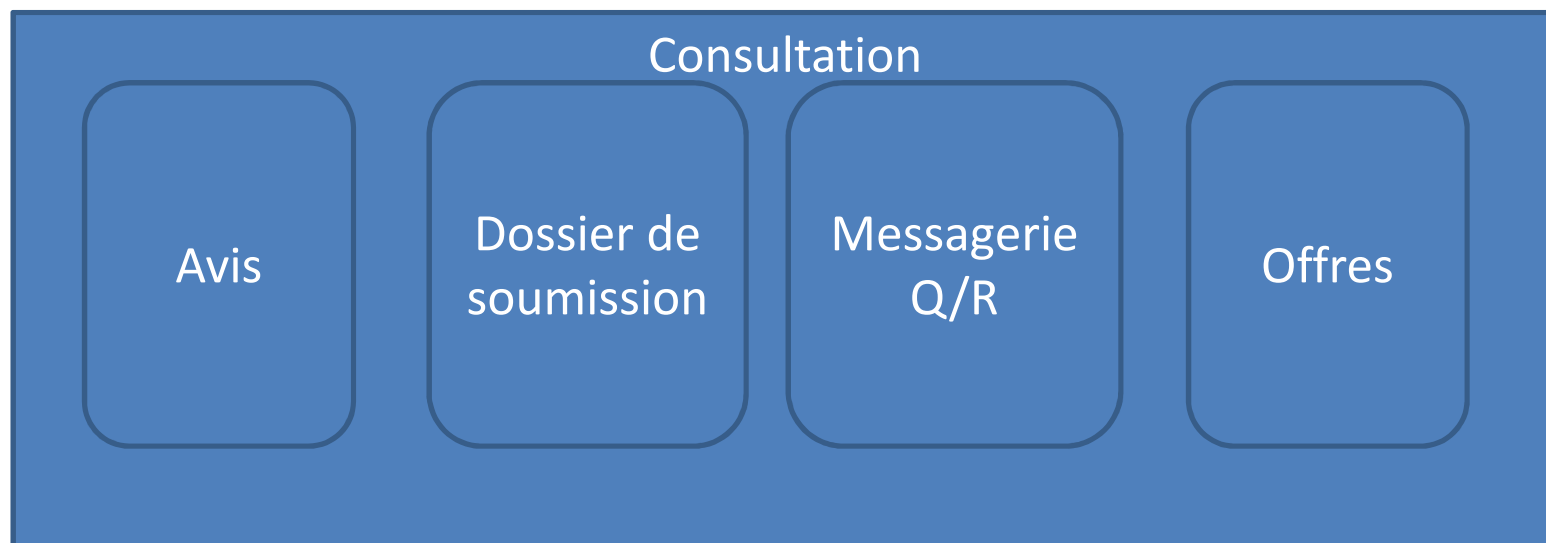 Consultation
Avis
Dossier de
soumission
Messagerie
Q/R
Offres